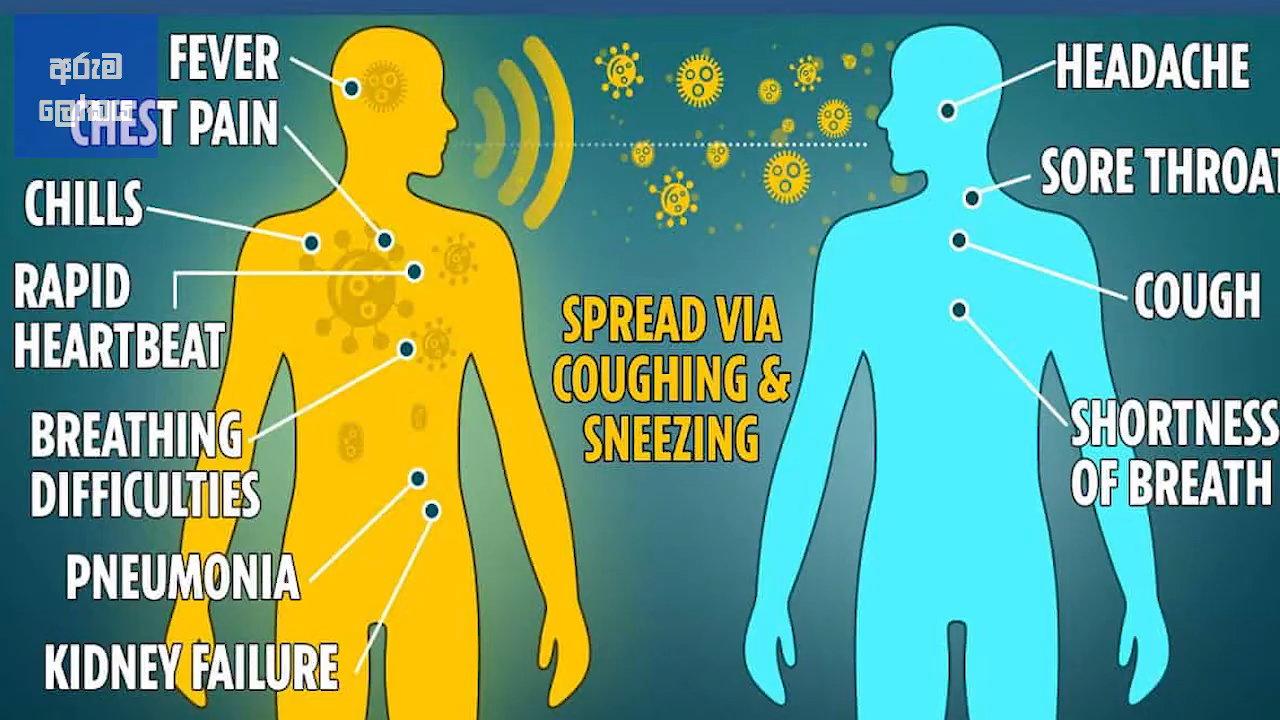 අරුම
ලෝකය
FEVER
CHEST PAIN
CHILLS
RAPID
HEARTBEAT
BREATHING
DIFFICULTIES
PNEUMONIA
KIDNEY FAILURE
SPREAD VIA
COUGHING &
SNEEZING
HEADACHE
SORE THROAT
COUGH
SHORTNESS
OF BREATH